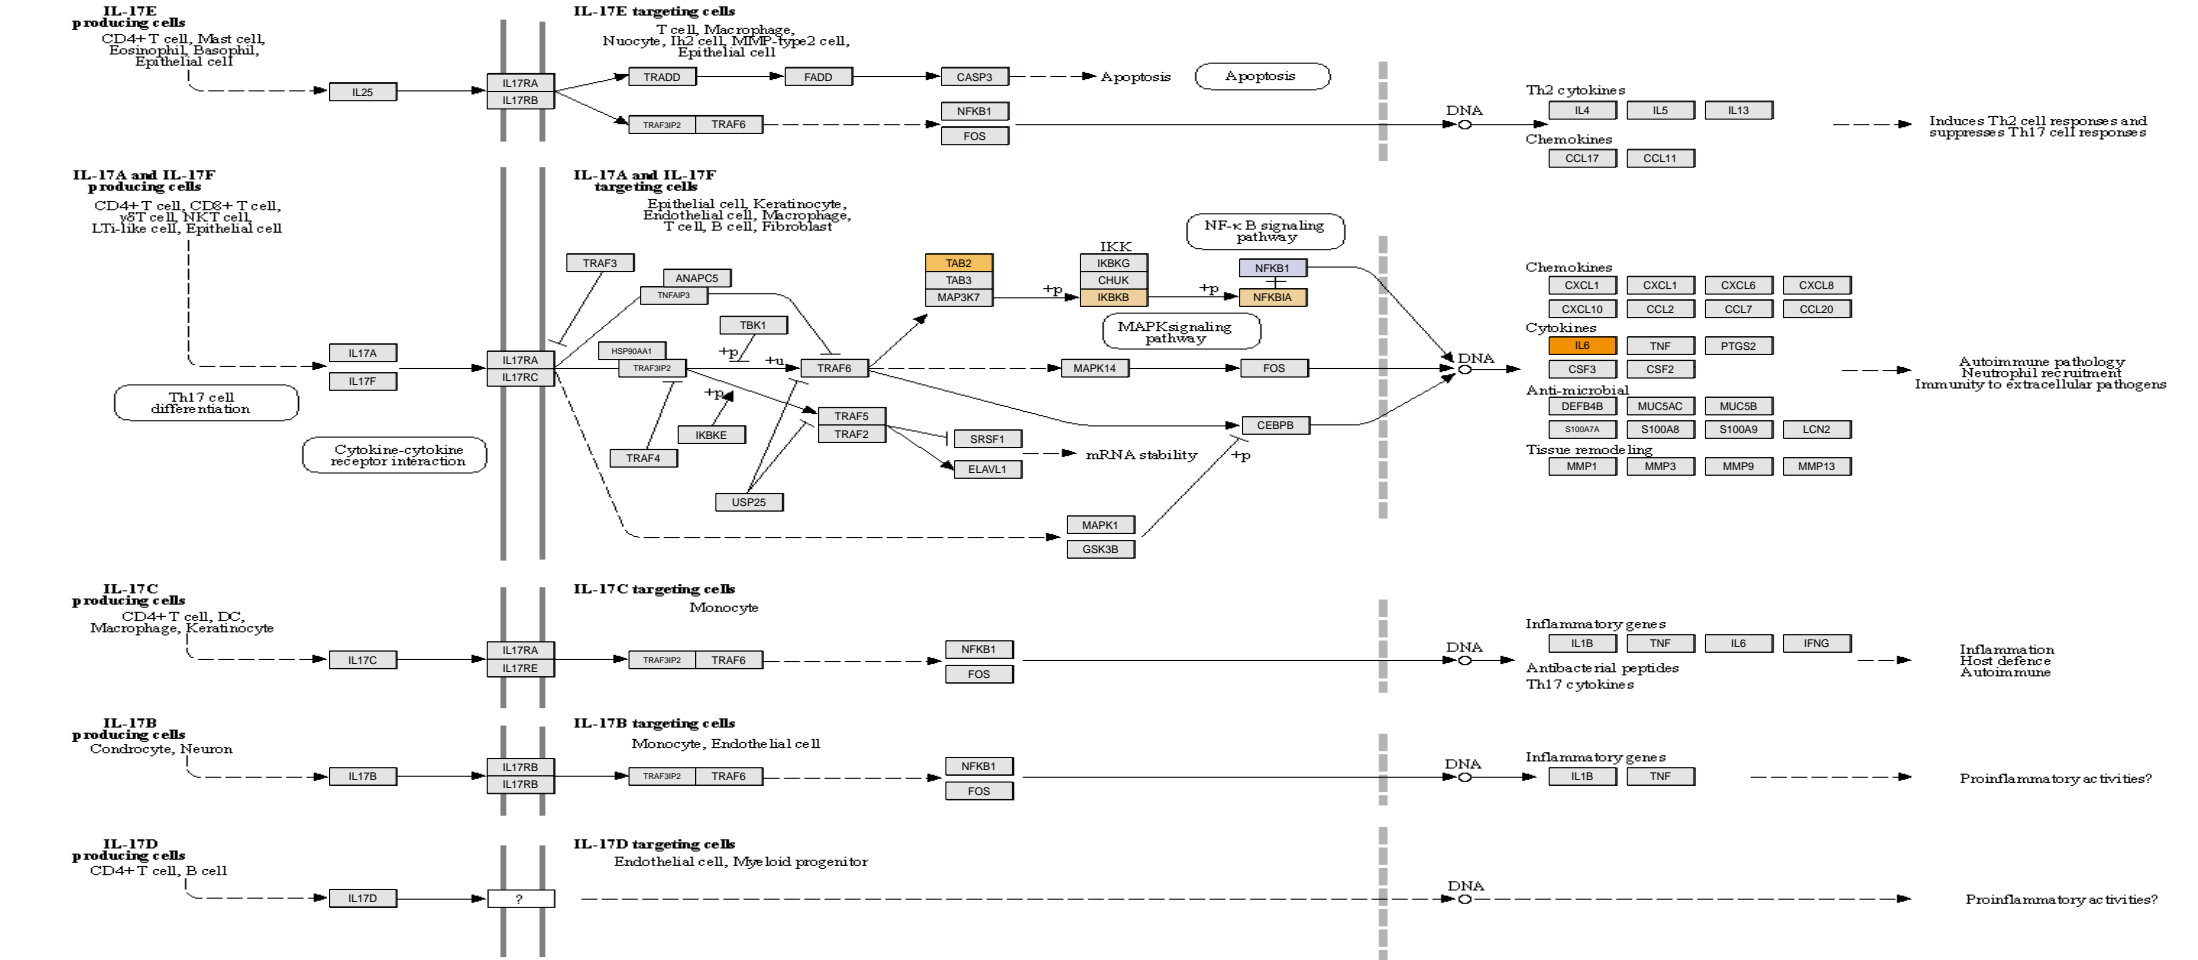 IL-17E
producing cells
CD4+ T cell, Mast cell,
Eosinophil, Basophil,
Epithelial cell
IL-17E targeting cells
T cell, Macrophage,
Nuocyte, Ih2 cell, MMP-type2 cell,
Epithelial cell
IL25
IL17RA
IL17RB
TRADD
FADD
CASP3
Apoptosis
Apoptosis
TRAF3IP2
TRAF6
NFKB1
FOS
DNA
Th2 cytokines
IL4
IL5
IL13
Chemokines
CCL17
CCL11
Induces Th2 cell responses and
suppresses Th17 cell responses
IL-17A and IL-17F
producing cells
CD4+ T cell, CD8+ T cell,
γδT cell, NKT cell,
LTi-like cell, Epithelial cell
IL-17A and IL-17F
targeting cells
Epithelial cell, Keratinocyte,
Endothelial cell, Macrophage,
T cell, B cell, Fibroblast
NF-κ B signaling
pathway
IKK
TRAF3
ANAPC5
TNFAIP3
TAB2
TAB3
MAP3K7
+p
IKBKG
CHUK
IKBKB
+p
NFKB1
NFKBIA
TBK1
MAPK signaling
pathway
IL17A
IL17F
IL17RA
IL17RC
HSP90AA1
TRAF3IP2
+p
+u
TRAF6
MAPK14
FOS
DNA
Th17 cell
differentiation
+p
IKBKE
TRAF5
TRAF2
CEBPB
Cytokine-cytokine
receptor interaction
TRAF4
SRSF1
ELAVL1
mRNA stability
+p
USP25
MAPK1
GSK3B
Chemokines
CXCL1
CXCL1
CXCL6
CXCL8
CXCL10
CCL2
CCL7
CCL20
Cytokines
IL6
TNF
PTGS2
CSF3
CSF2
Anti-microbial
DEFB4B
MUC5AC
MUC5B
S100A7A
S100A8
S100A9
LCN2
Tissue remodeling
MMP1
MMP3
MMP9
MMP13
Autoimmune pathology
Neutrophil recruitment
Immunity to extracellular pathogens
IL-17C
producing cells
CD4+ T cell, DC,
Macrophage, Keratinocyte
IL-17C targeting cells
Monocyte
IL17C
IL17RA
IL17RE
TRAF3IP2
TRAF6
NFKB1
FOS
DNA
Inflammatory genes
IL1B
TNF
IL6
IFNG
Antibacterial peptides
Th17 cytokines
Inflammation
Host defence
Autoimmune
IL-17B
producing cells
Condrocyte, Neuron
IL-17B targeting cells
Monocyte, Endothelial cell
IL17B
IL17RB
IL17RB
TRAF3IP2
TRAF6
NFKB1
FOS
DNA
Inflammatory genes
IL1B
TNF
Proinflammatory activities?
IL-17D
producing cells
CD4+ T cell, B cell
IL-17D targeting cells
Endothelial cell, Myeloid progenitor
IL17D
?
DNA
Proinflammatory activities?